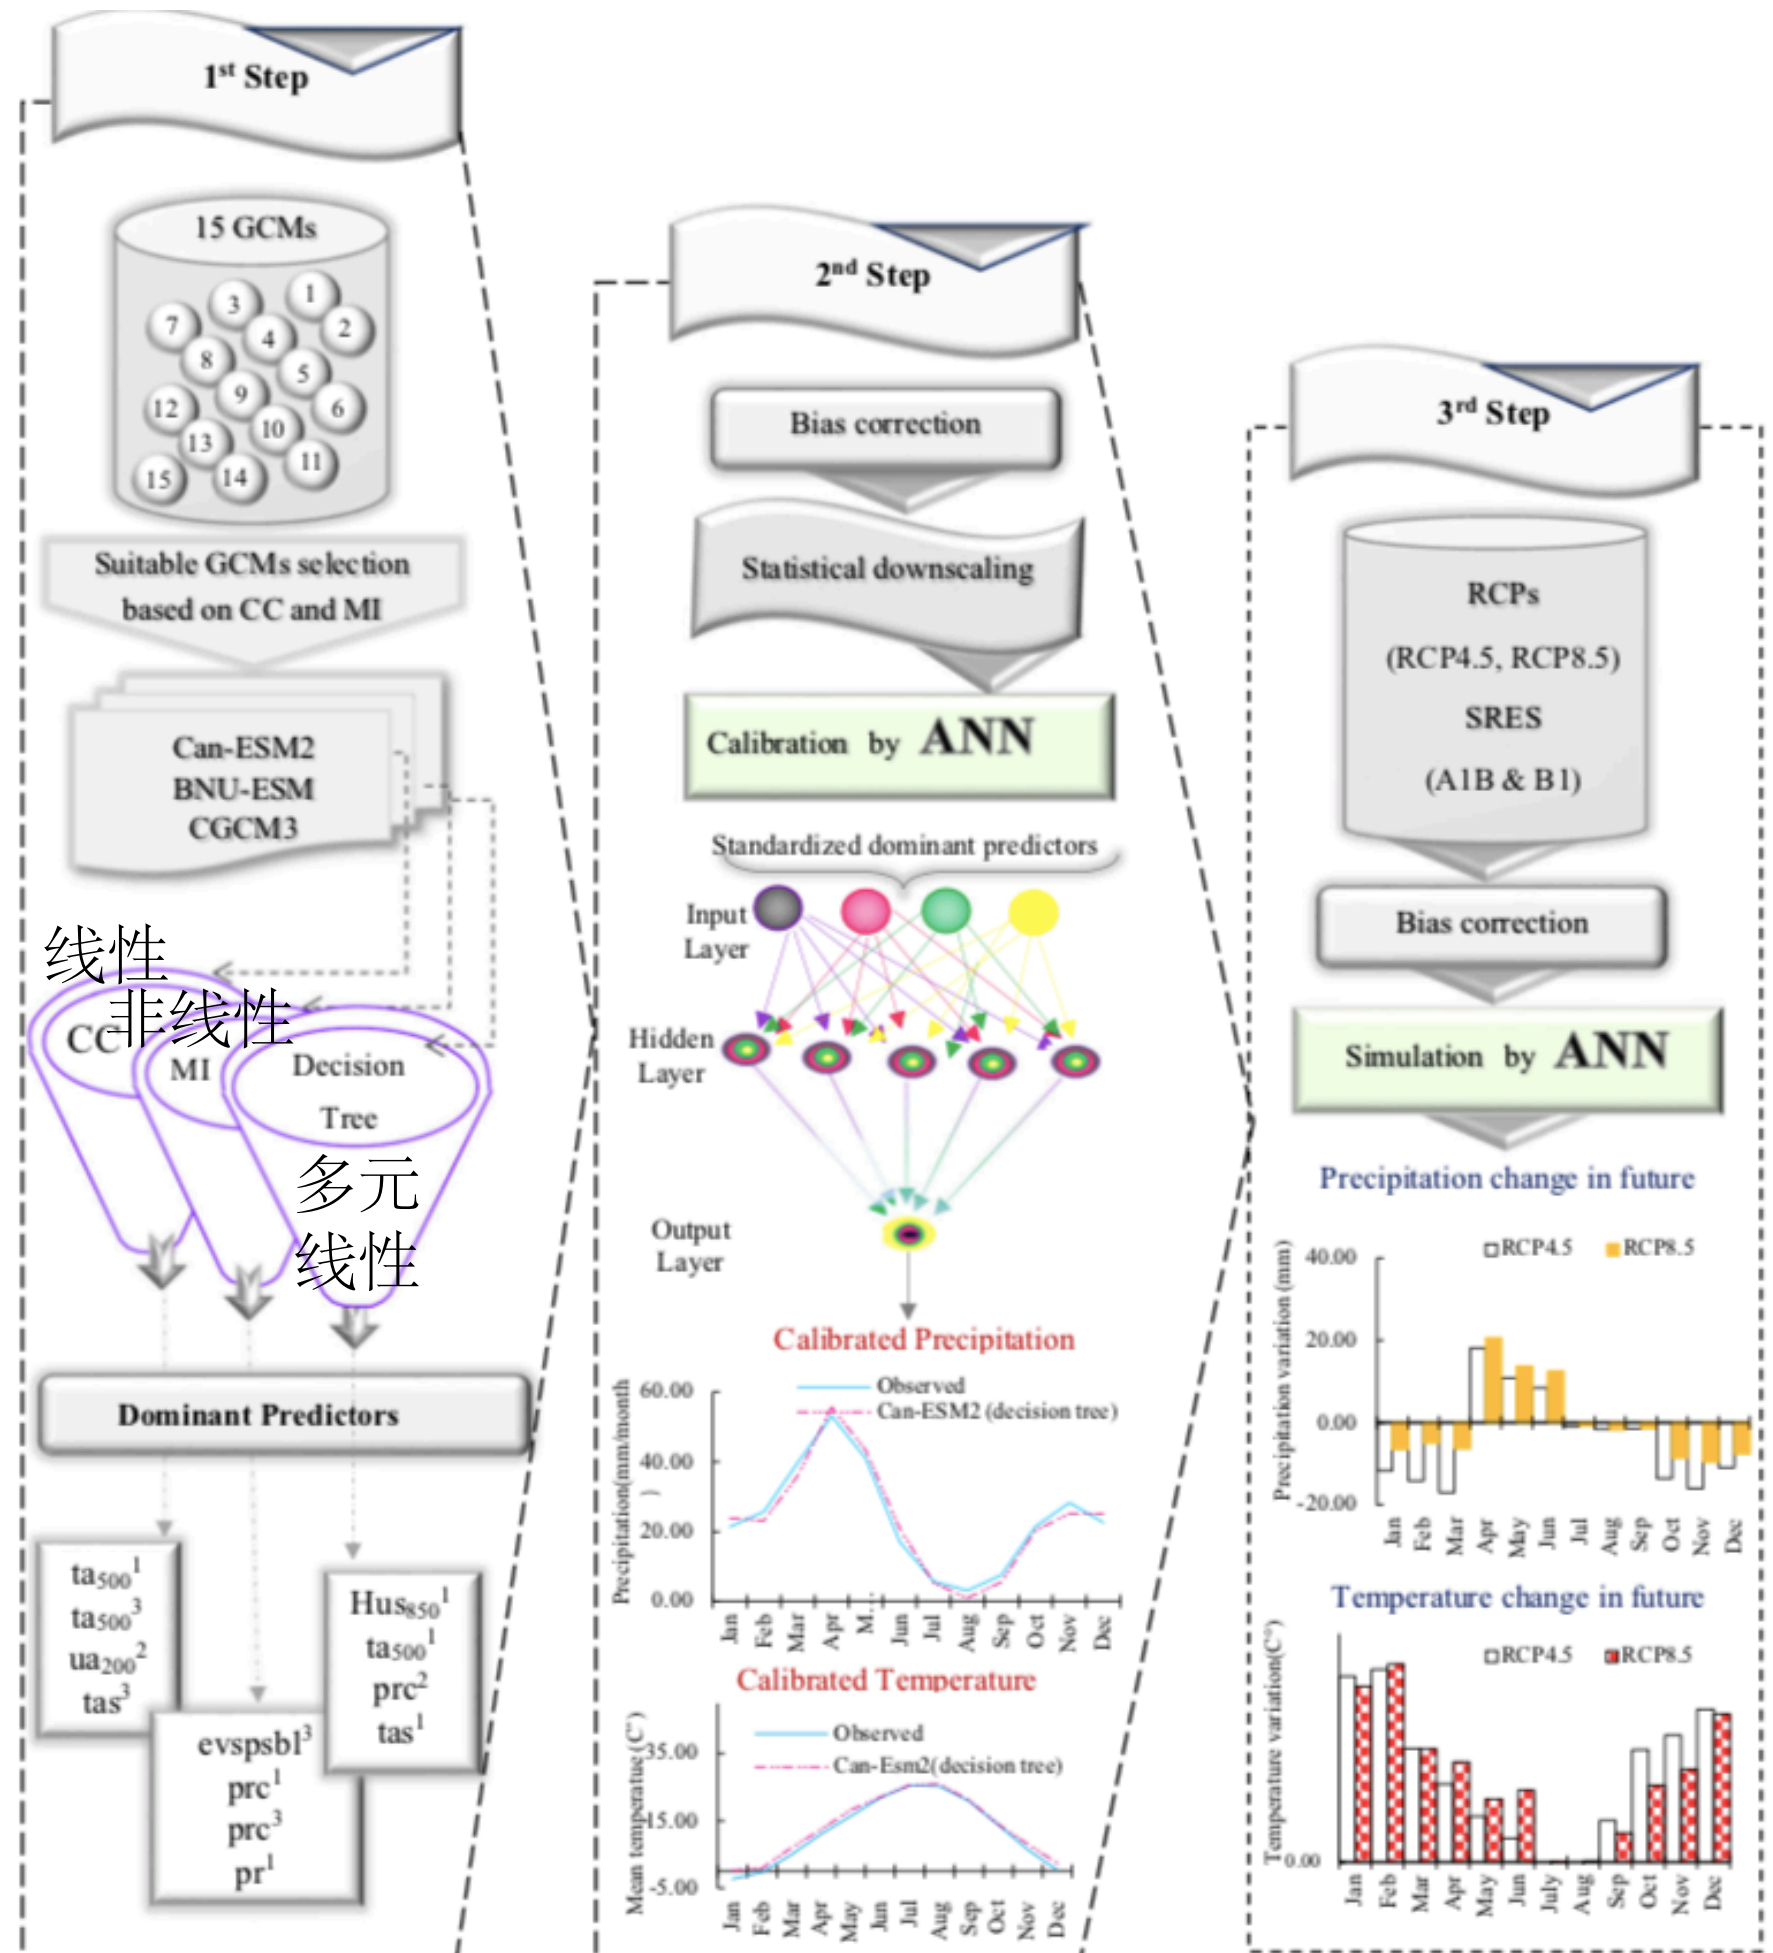 1st Step
15 GCMs
1
2
3
4
5
6
7
8
9
10
11
12
13
14
15
Suitable GCMs selection
based on CC and MI
Can-ESM2
BNU-ESM
CGCM3
线性
非线性
CC
MI
Decision
Tree
多元
线性
Dominant Predictors
ta500¹
ta500³
ua200²
tas³
evspsbl³
prc¹
prc³
pr¹
Hus850¹
ta500¹
prc²
tas¹
2nd Step
Bias correction
Statistical downscaling
Calibration by ANN
Standardized dominant predictors
Input
Layer
Hidden
Layer
Output
Layer
Calibrated Precipitation
Precipitation(mm/month
)
60.00
40.00
20.00
0.00
Observed
Can-ESM2 (decision tree)
Jan Feb Mar Apr M. Jun Jul Aug Sep Oct Nov Dec
Calibrated Temperature
Mean temperatue (C°)
35.00
15.00
-5.00
Observed
Can-Esm2(decision tree)
Jan Feb Mar Apr May Jun Jul Aug Sep Oct Nov Dec
3rd Step
RCPs
(RCP4.5, RCP8.5)
SRES
(A1B & B1)
Bias correction
Simulation by ANN
Precipitation change in future
Precipitation variation (mm)
40.00
20.00
0.00
-20.00
RCP4.5 RCP8.5
Jan Feb Mar Apr May Jun Jul Aug Sep Oct Nov Dec
Temperature change in future
Temperature variation(C°)
0.00
RCP4.5 RCP8.5
Jan Feb Mar Apr May Jun July Aug Sep Oct Nov Dec